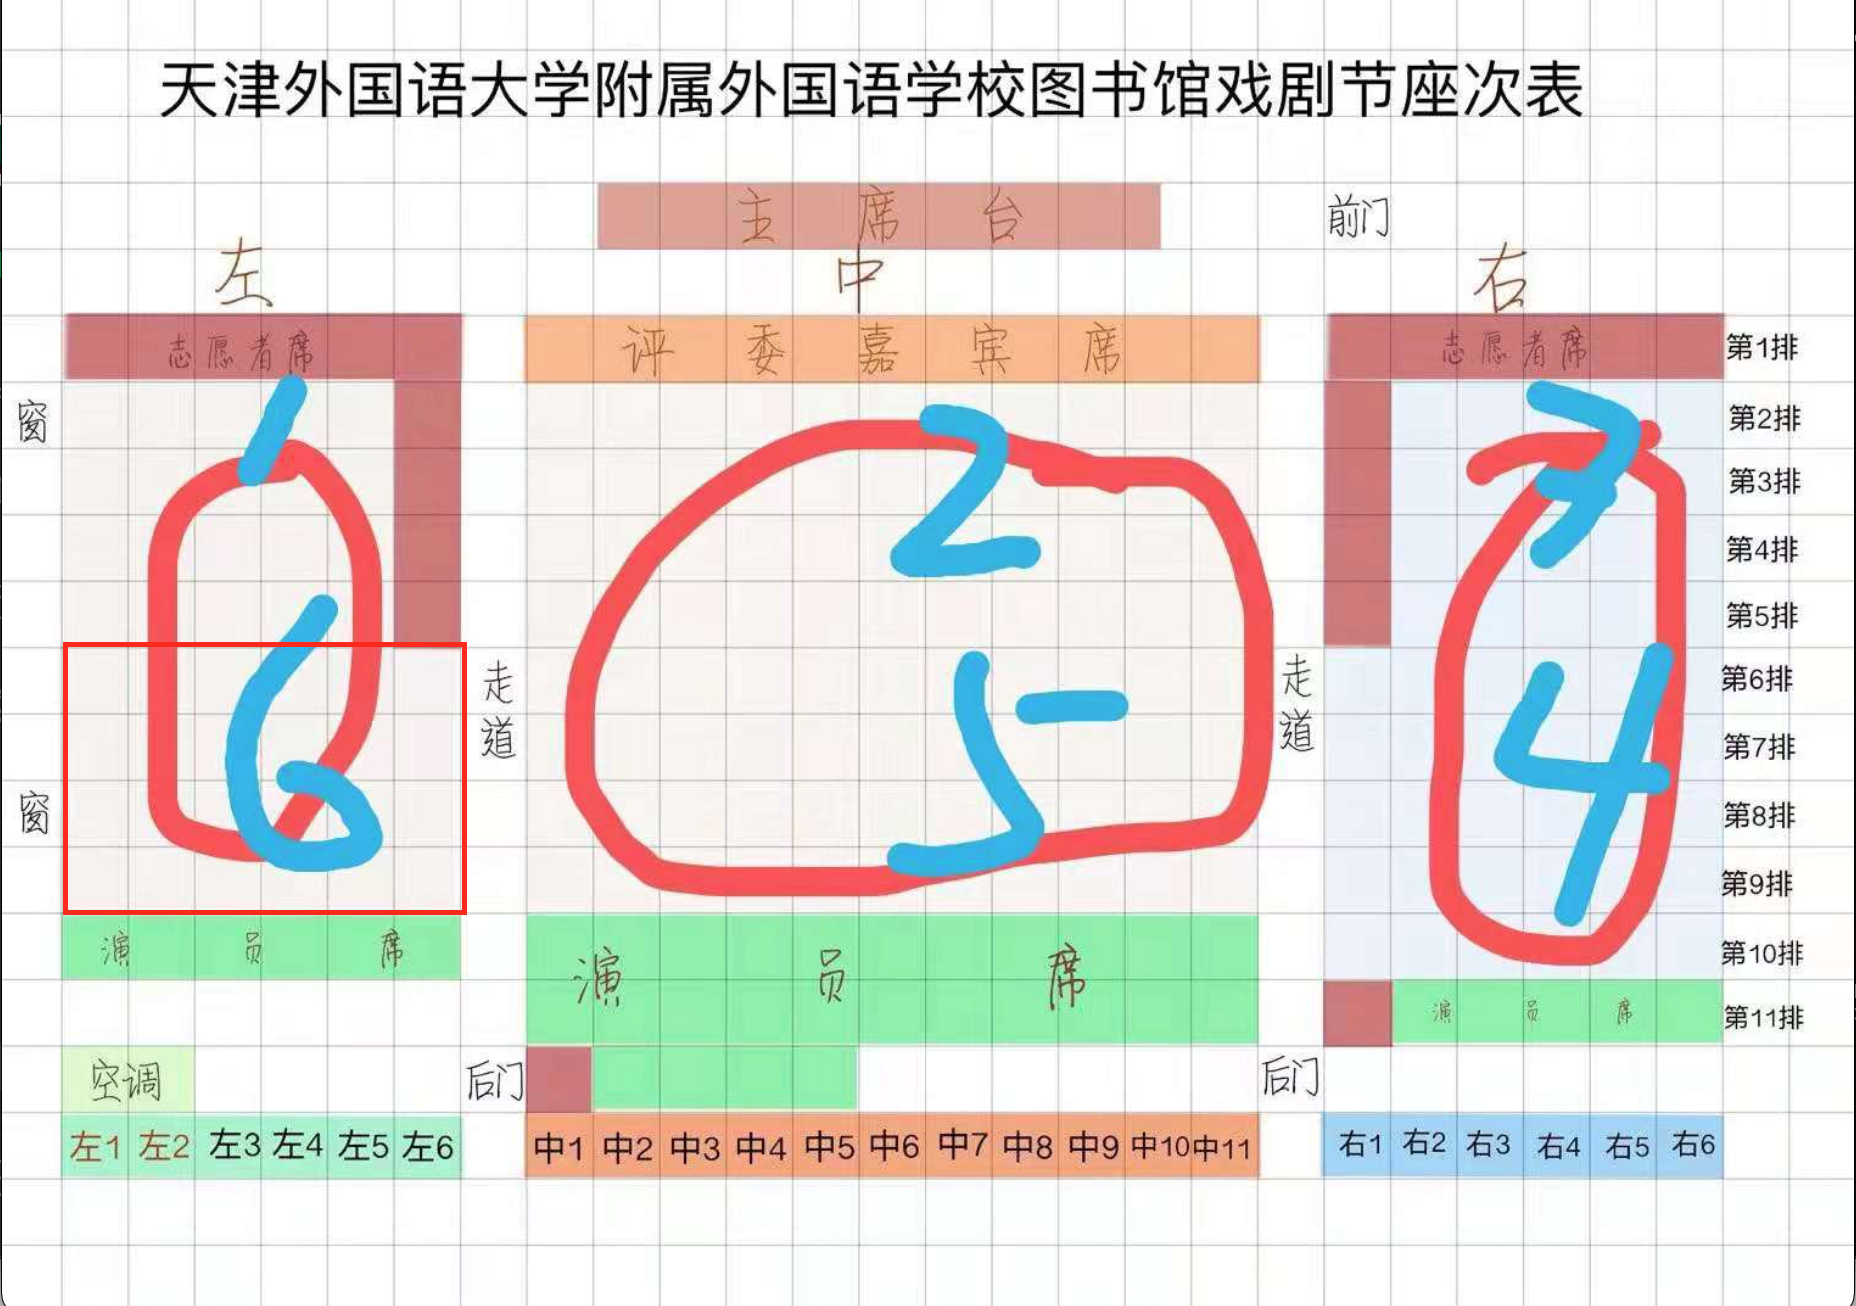 天津外国语大学附属外国语学校图书馆戏剧节座次表
主席台
前门
左 中 右
志愿者席 评委嘉宾席 志愿者席 第1排
窗 1 2 3 第2排
第3排
第4排
第5排
6 走道 5 走道 4 第6排
第7排
窗 第8排
第9排
演员席 演员席 第10排
演员席 第11排
空调 后门 后门
左1 左2 左3 左4 左5 左6 中1 中2 中3 中4 中5 中6 中7 中8 中9 中10 中11 右1 右2 右3 右4 右5 右6